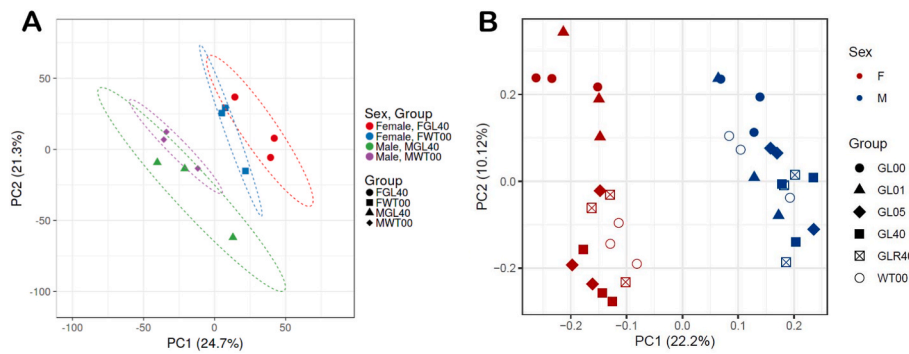 A
50
0
-50
-100
PC2 (21.3%)
-100
-50
0
50
PC1 (24.7%)
Sex, Group
Female, FGL40
Female, FWT00
Male, MGL40
Male, MWT00
Group
FGL40
FWT00
MGL40
MWT00
B
0.2
0.0
−0.2
PC2 (10.12%)
−0.2
−0.1
0.0
0.1
0.2
PC1 (22.2%)
Sex
F
M
Group
GL00
GL01
GL05
GL40
WT00